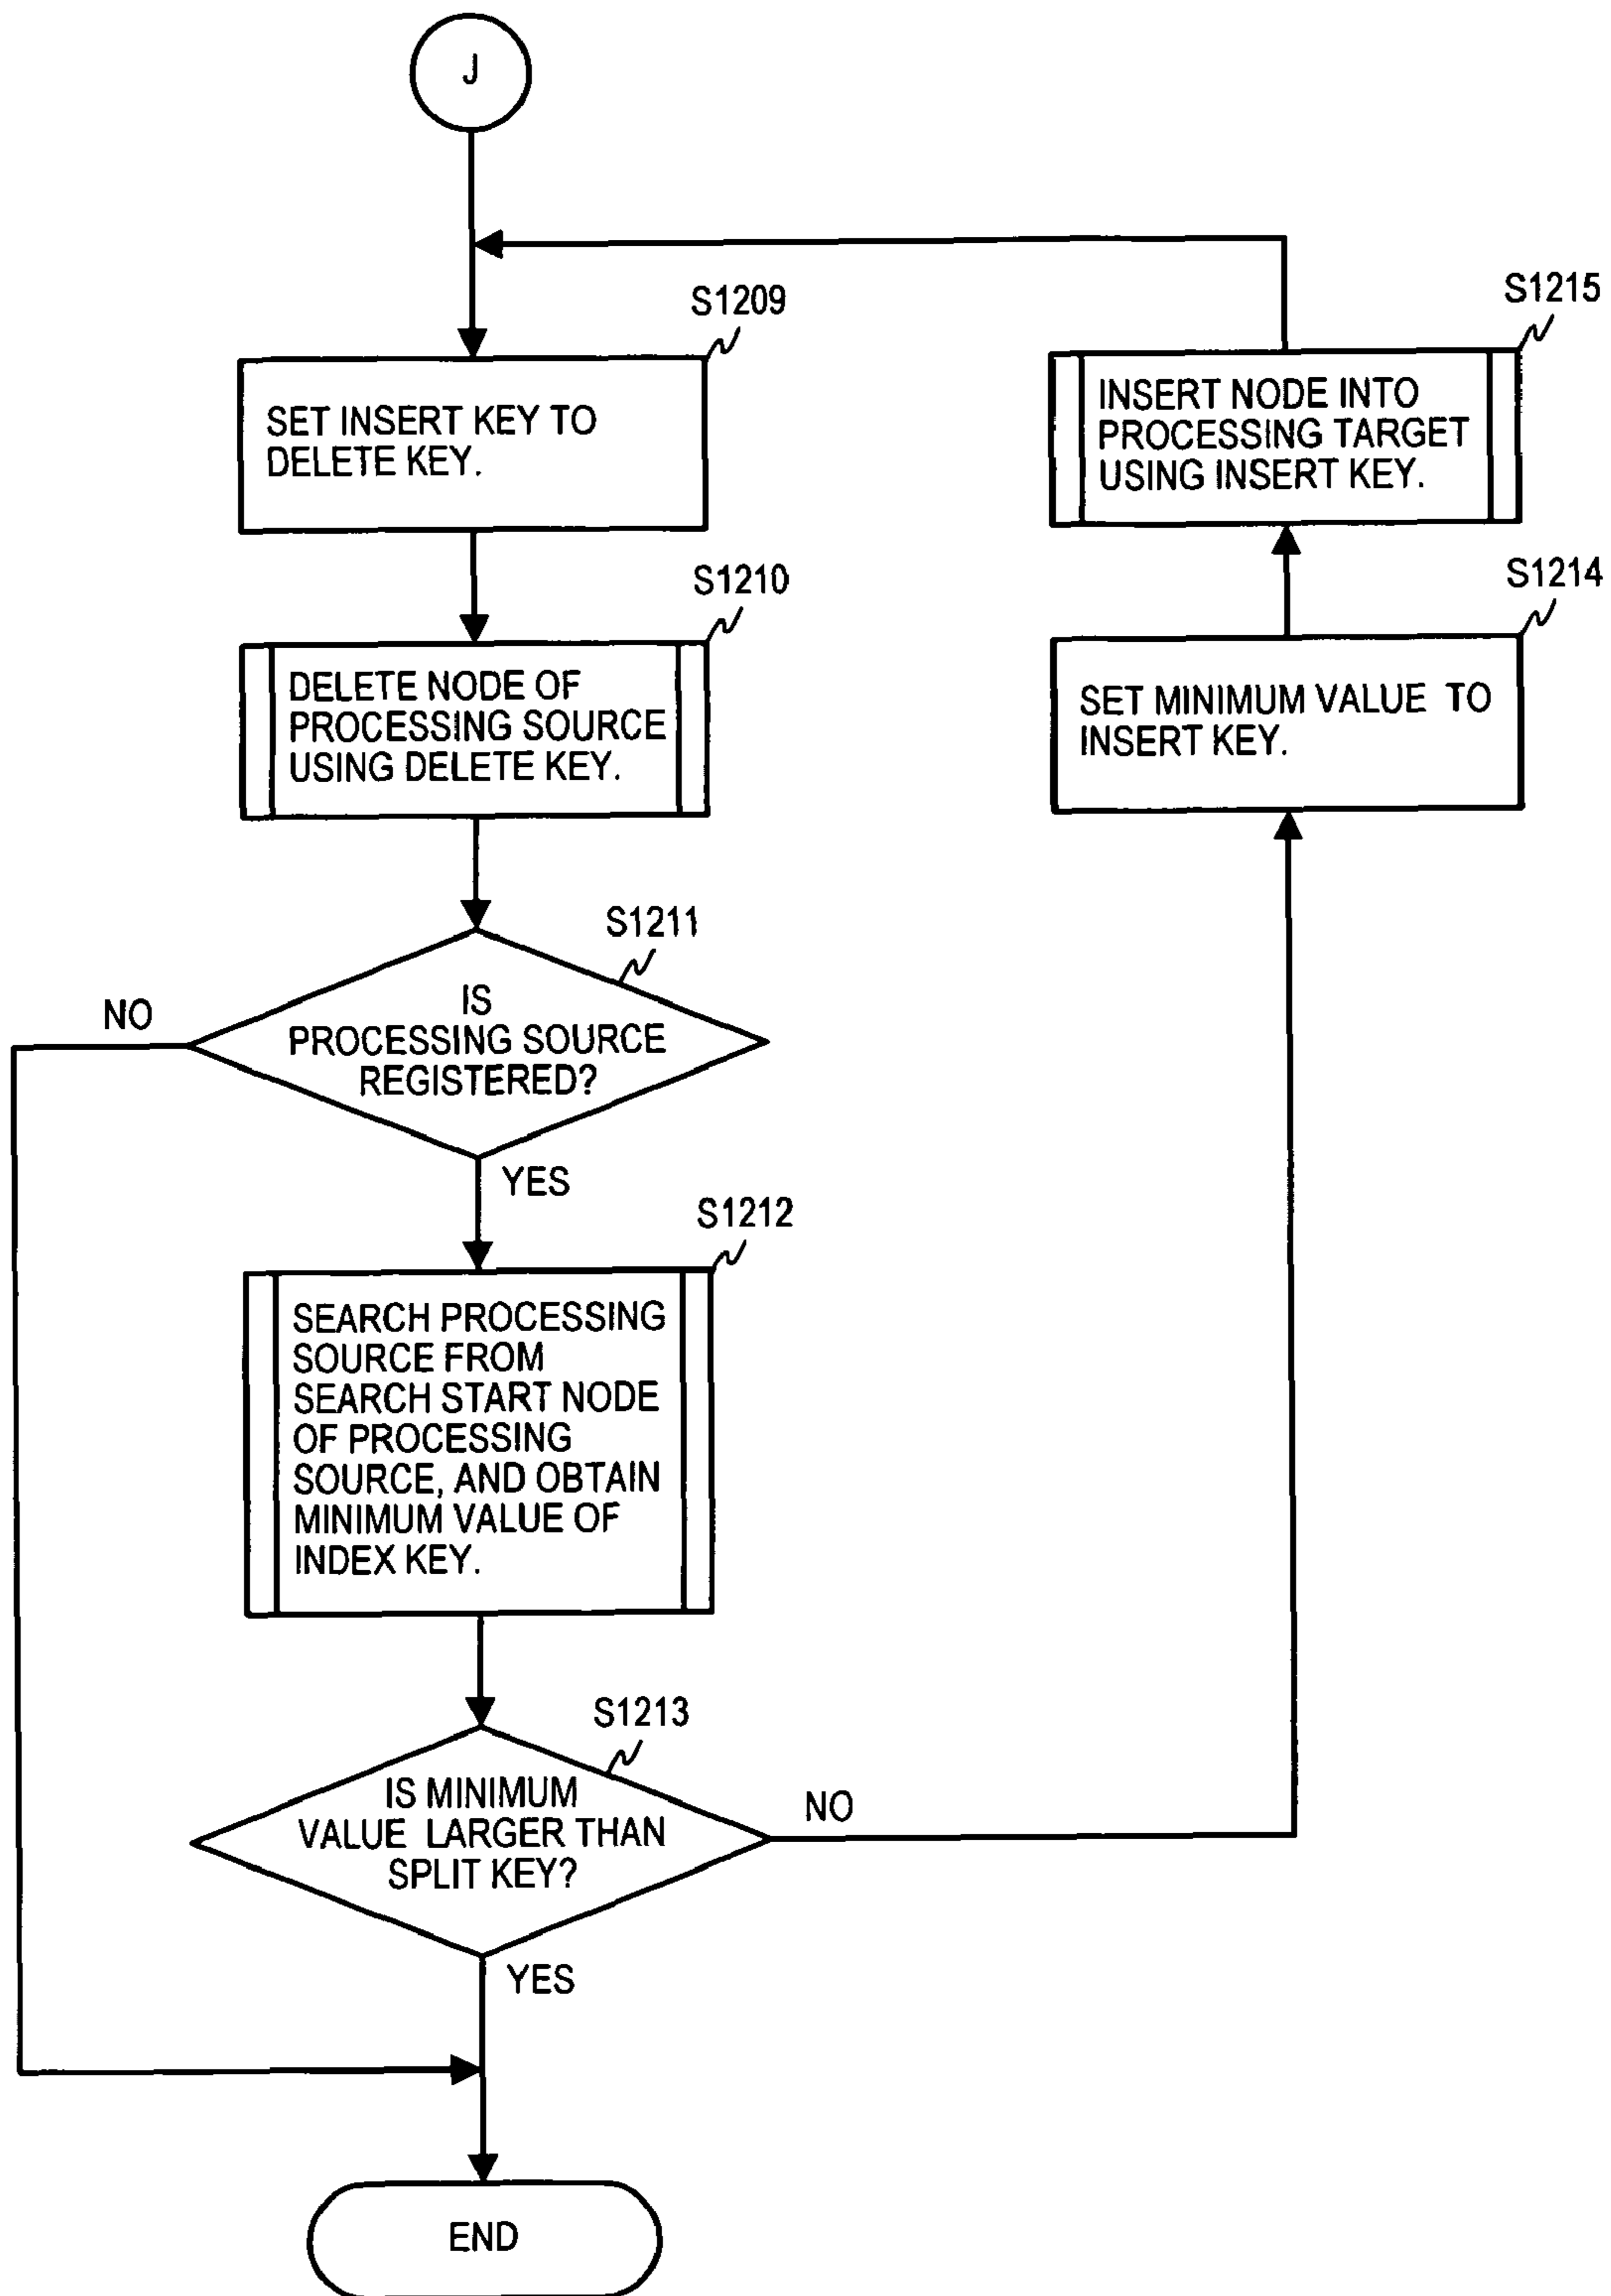 J
S1209
SET INSERT KEY TO
DELETE KEY.
S1210
DELETE NODE OF
PROCESSING SOURCE
USING DELETE KEY.
S1211
IS
PROCESSING SOURCE
REGISTERED?
NO
YES
S1212
SEARCH PROCESSING
SOURCE FROM
SEARCH START NODE
OF PROCESSING
SOURCE, AND OBTAIN
MINIMUM VALUE OF
INDEX KEY.
S1213
IS MINIMUM
VALUE LARGER THAN
SPLIT KEY?
NO
YES
S1214
SET MINIMUM VALUE TO
INSERT KEY.
S1215
INSERT NODE INTO
PROCESSING TARGET
USING INSERT KEY.
END